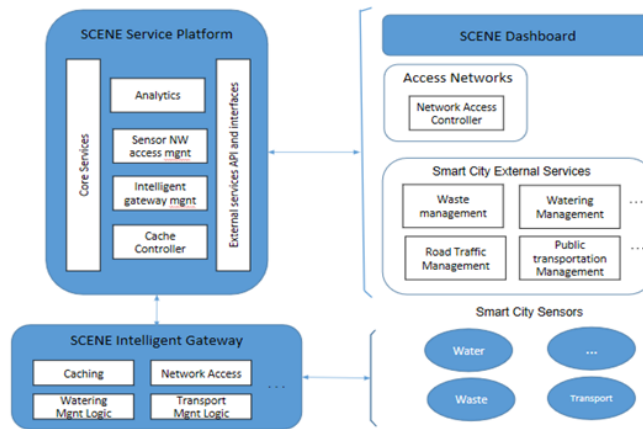 SCENE Service Platform
Core Services
Analytics
Sensor NW
access mgnt
Intelligent
gateway mgnt
Cache
Controller
External services API and interfaces
SCENE Dashboard
Access Networks
Network Access
Controller
Smart City External Services
Waste
management
Watering
Management
...
Road Traffic
Management
Public
transportation
Management
...
SCENE Intelligent Gateway
Caching
Network Access
Watering
Mgnt Logic
Transport
Mgnt Logic
...
Smart City Sensors
Water
...
Waste
Transport